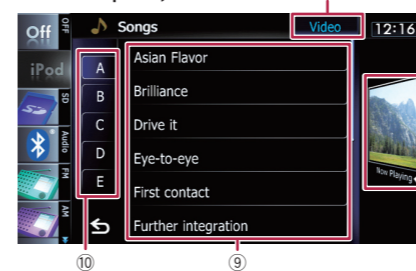 Off OFF
Songs
Video
12:16
iPod
SD
Audio
FM
AM
A
B
C
D
E
Asian Flavor
Brilliance
Drive it
Eye-to-eye
First contact
Further integration
Now Playing
⑩
⑨